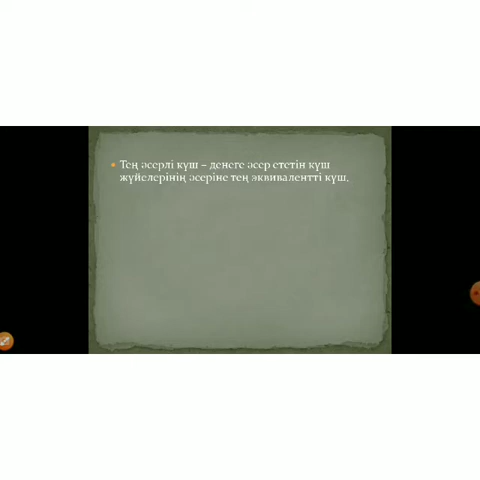 Тең әсерлі күш – денеге әсер ететін күш
жүйелерінің әсеріне тең эквивалентті күш.